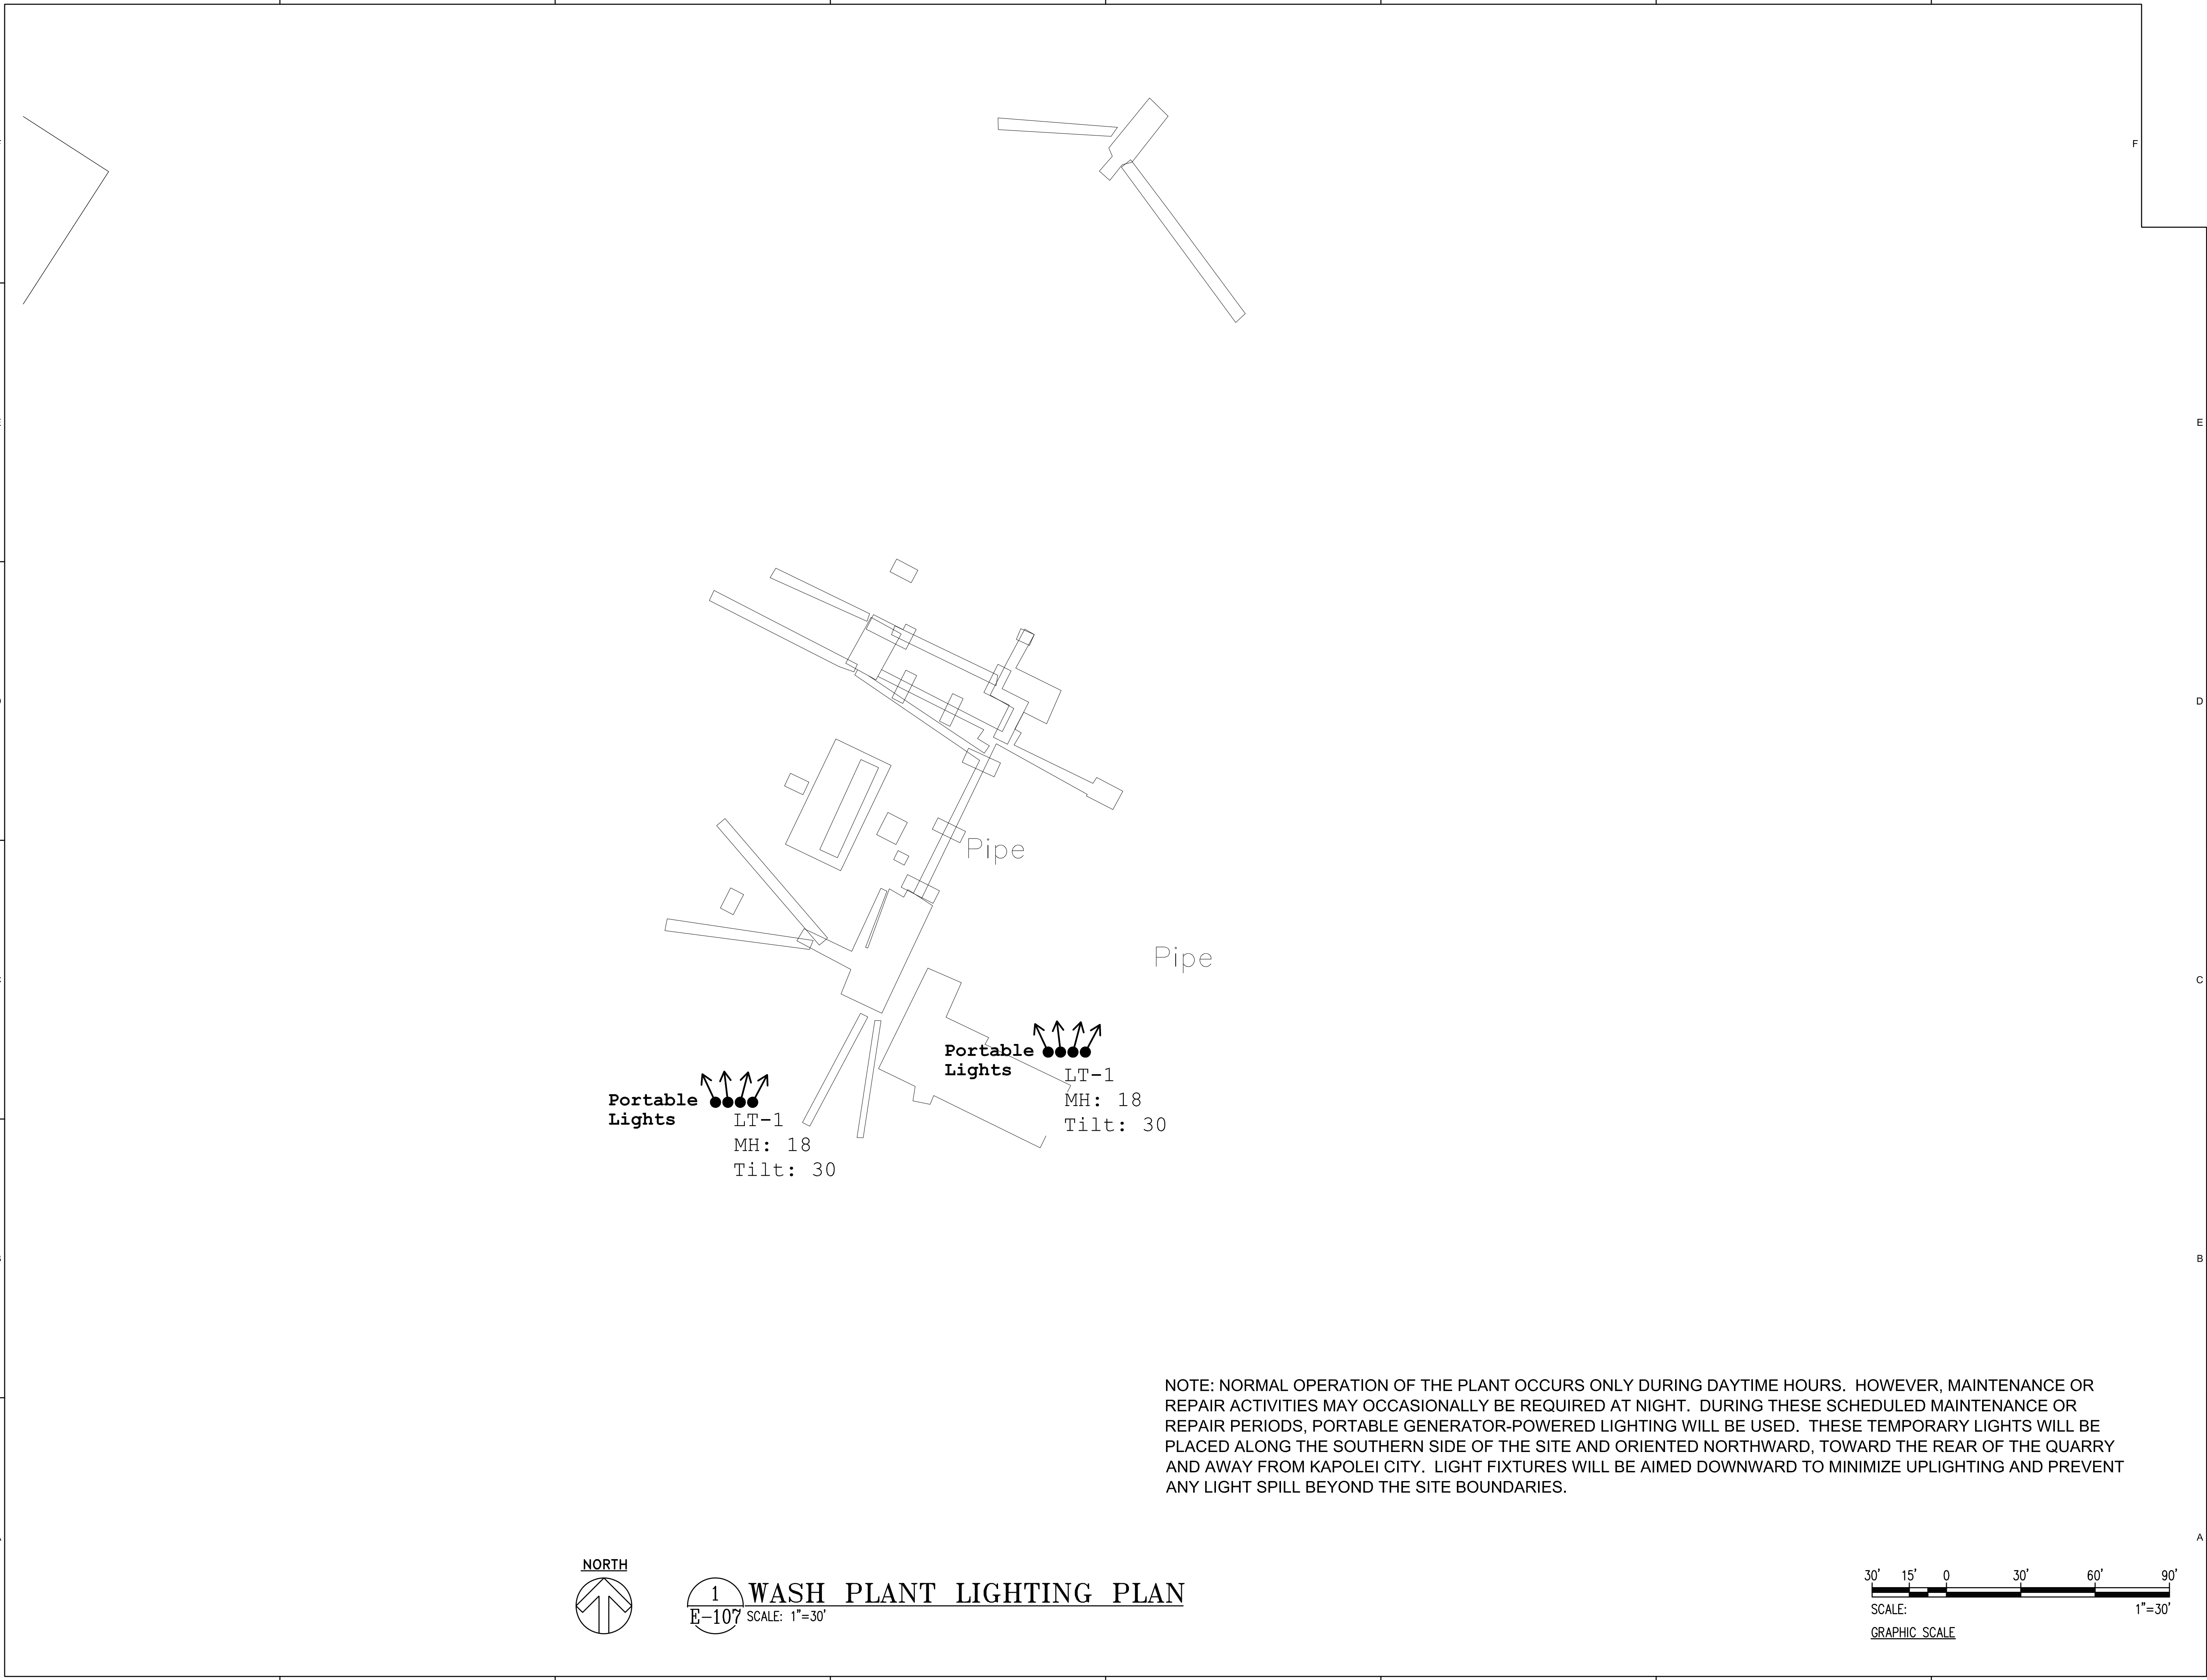 F
E
D
Pipe
Pipe
C
Portable
Lights
LT-1
MH: 18
Tilt: 30
Portable
Lights
LT-1
MH: 18
Tilt: 30
B
NOTE: NORMAL OPERATION OF THE PLANT OCCURS ONLY DURING DAYTIME HOURS. HOWEVER, MAINTENANCE OR
REPAIR ACTIVITIES MAY OCCASIONALLY BE REQUIRED AT NIGHT. DURING THESE SCHEDULED MAINTENANCE OR
REPAIR PERIODS, PORTABLE GENERATOR-POWERED LIGHTING WILL BE USED. THESE TEMPORARY LIGHTS WILL BE
PLACED ALONG THE SOUTHERN SIDE OF THE SITE AND ORIENTED NORTHWARD, TOWARD THE REAR OF THE QUARRY
AND AWAY FROM KAPOLEI CITY. LIGHT FIXTURES WILL BE AIMED DOWNWARD TO MINIMIZE UPLIGHTING AND PREVENT
ANY LIGHT SPILL BEYOND THE SITE BOUNDARIES.
A
NORTH
1 WASH PLANT LIGHTING PLAN
E-107 SCALE: 1"=30'
30' 15' 0 30' 60' 90'
SCALE: 1"=30'
GRAPHIC SCALE